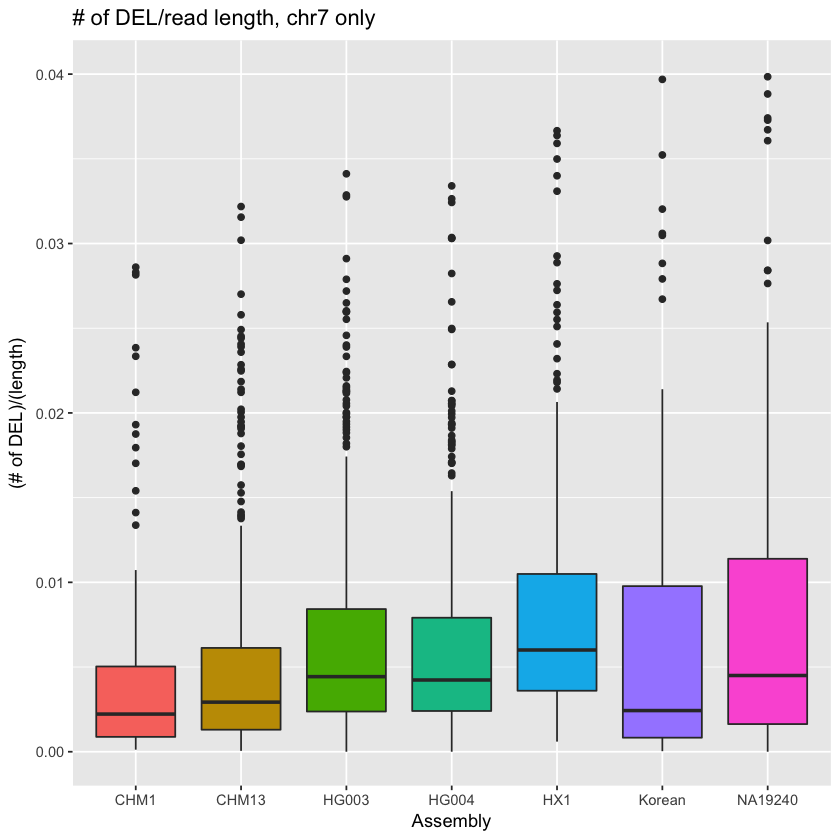 # of DEL/read length, chr7 only
(# of DEL)/(length)
0.04
0.03
0.02
0.01
0.00
CHM1 CHM13 HG003 HG004 HX1 Korean NA19240
Assembly